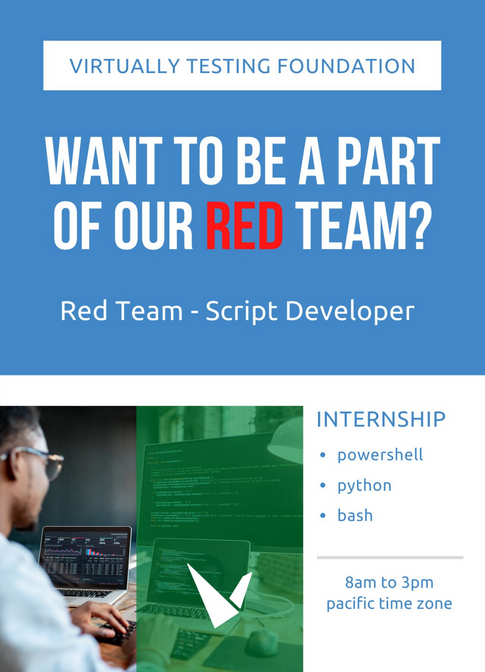 VIRTUALLY TESTING FOUNDATION
WANT TO BE A PART
OF OUR RED TEAM?
Red Team - Script Developer
INTERNSHIP
• powershell
• python
• bash
8am to 3pm
pacific time zone